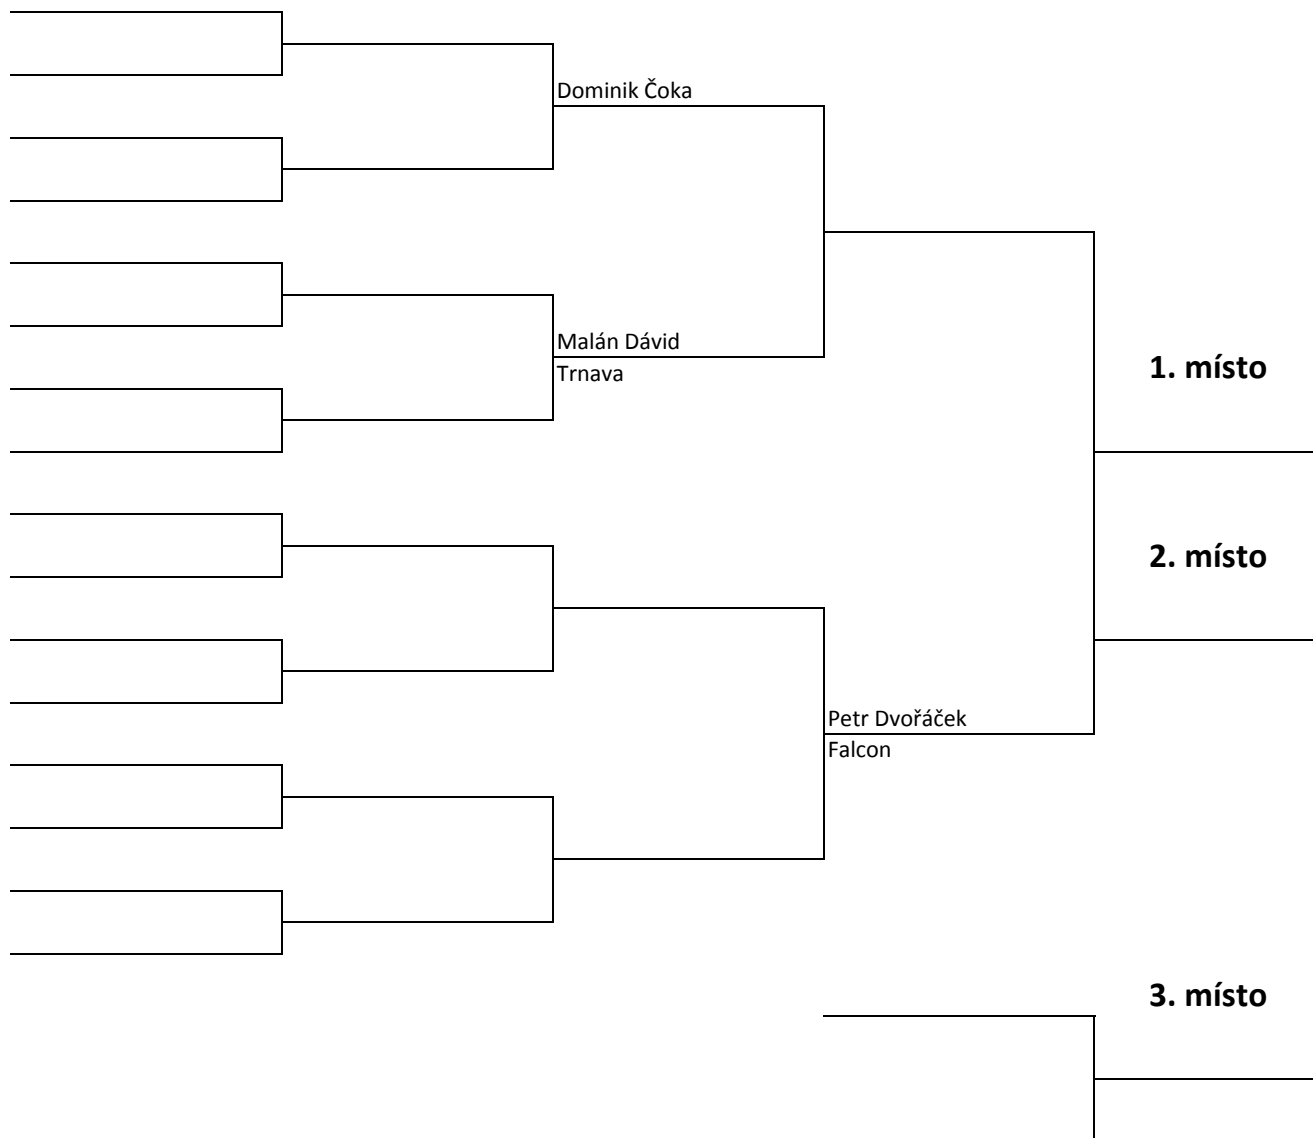 Dominik Čoka
Malán Dávid
Trnava
1. místo
2. místo
Petr Dvořáček
Falcon
3. místo